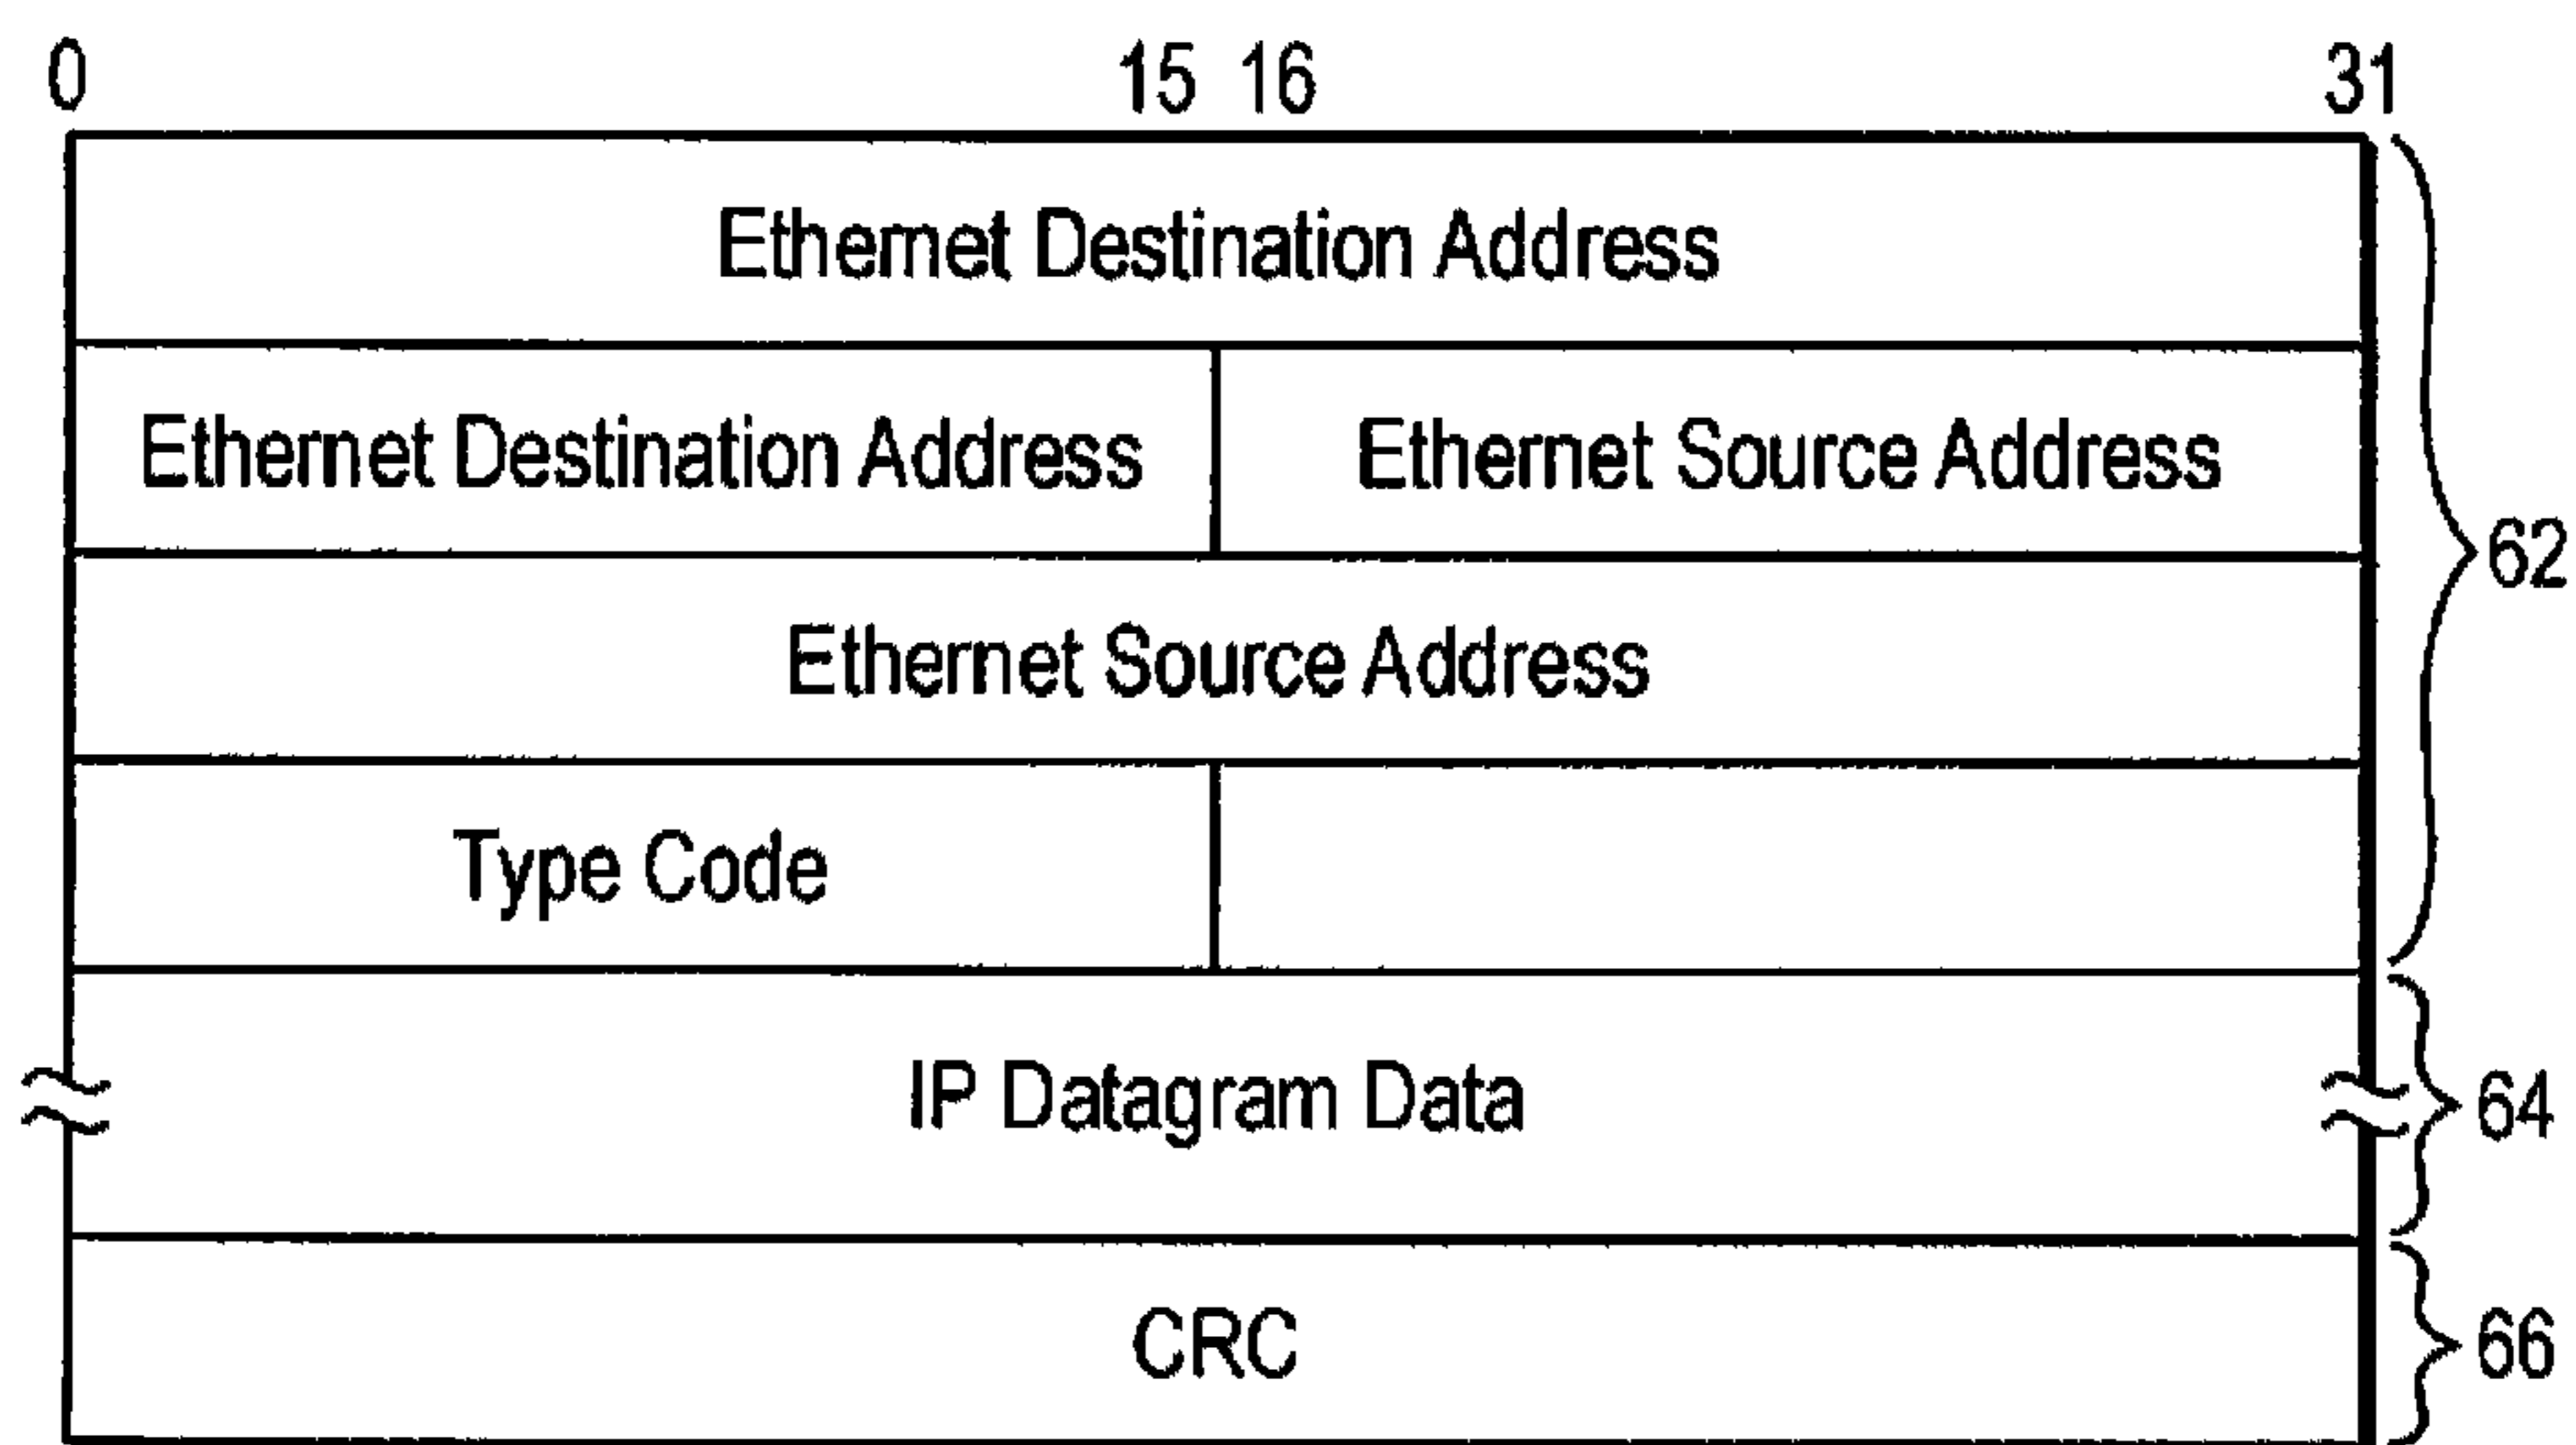 0 15 16 31
Ethernet Destination Address
Ethernet Destination Address Ethernet Source Address
62
Ethernet Source Address
Type Code
IP Datagram Data 64
CRC 66